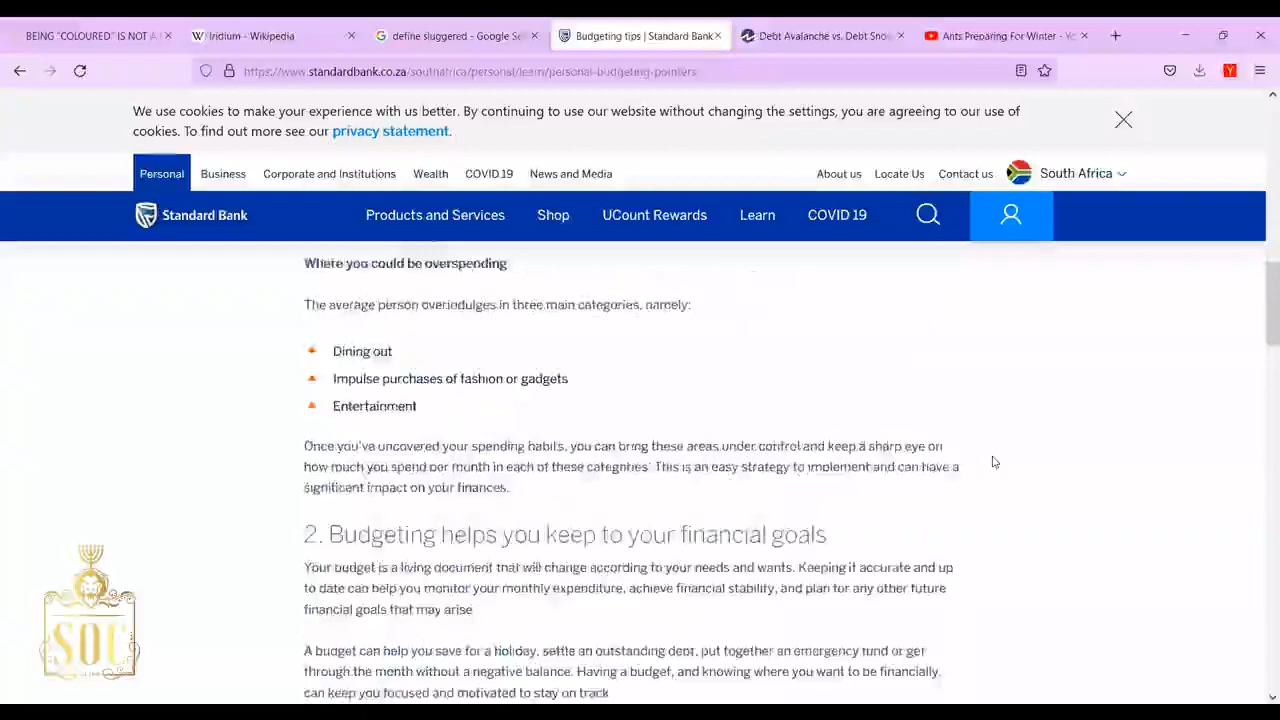 BEING "COLOURED" IS NOT A
Iridium - Wikipedia
define sluggered - Google Se
Budgeting tips | Standard Bank
Debt Avalanche vs. Debt Snow
Ants Preparing For Winter - Yo
https://www.standardbank.co.za/southafrica/personal/learn/personal-budgeting-pointers
We use cookies to make your experience with us better. By continuing to use our website without changing the settings, you are agreeing to our use of
cookies. To find out more see our privacy statement.
Personal Business Corporate and Institutions Wealth COVID 19 News and Media About us Locate Us Contact us South Africa
Standard Bank Products and Services Shop UCount Rewards Learn COVID 19
Where you could be overspending
The average person overindulges in three main categories, namely:
Dining out
Impulse purchases of fashion or gadgets
Entertainment
Once you've uncovered your spending habits, you can bring these areas under control and keep a sharp eye on
how much you spend per month in each of these categories. This is an easy strategy to implement and can have a
significant impact on your finances.
2. Budgeting helps you keep to your financial goals
Your budget is a living document that will change according to your needs and wants. Keeping it accurate and up
to date can help you monitor your monthly expenditure, achieve financial stability, and plan for any other future
financial goals that may arise
A budget can help you save for a holiday, settle an outstanding debt, put together an emergency fund or get
through the month without a negative balance. Having a budget, and knowing where you want to be financially,
can keep you focused and motivated to stay on track
SOC